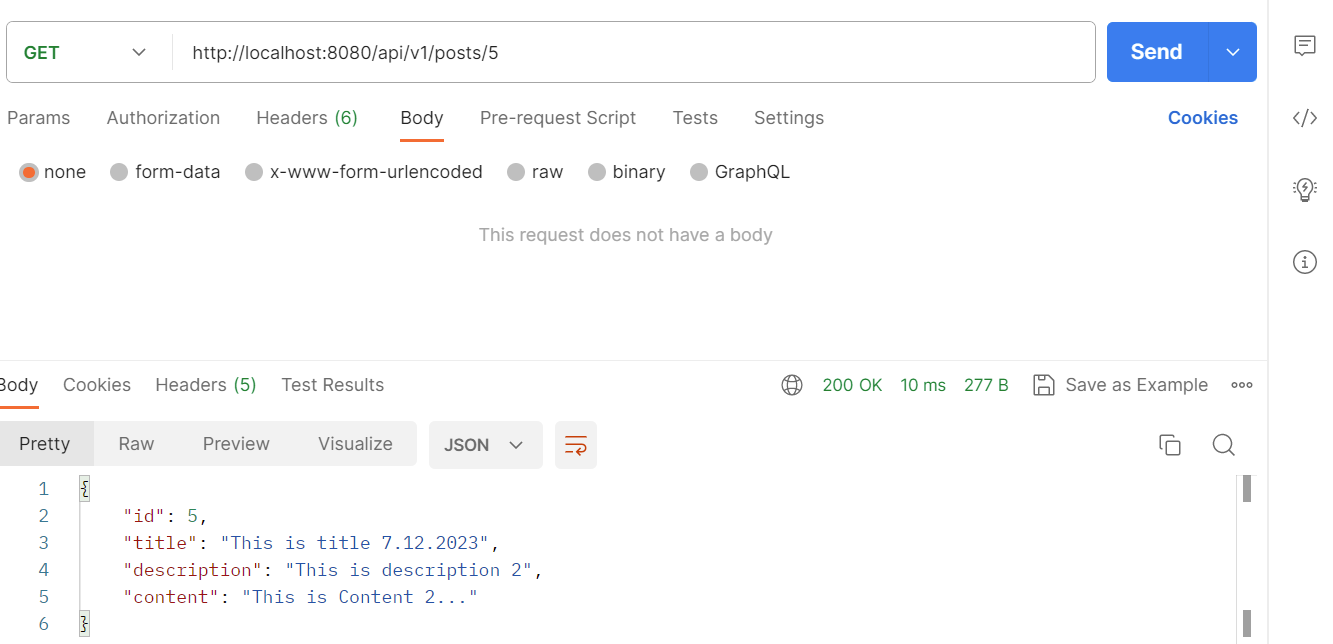 GET http://localhost:8080/api/v1/posts/5 Send
Params Authorization Headers (6) Body Pre-request Script Tests Settings Cookies
none form-data x-www-form-urlencoded raw binary GraphQL
This request does not have a body
Body Cookies Headers (5) Test Results 200 OK 10 ms 277 B Save as Example
Pretty Raw Preview Visualize JSON
1 {
2 "id": 5,
3 "title": "This is title 7.12.2023",
4 "description": "This is description 2",
5 "content": "This is Content 2..."
6 }